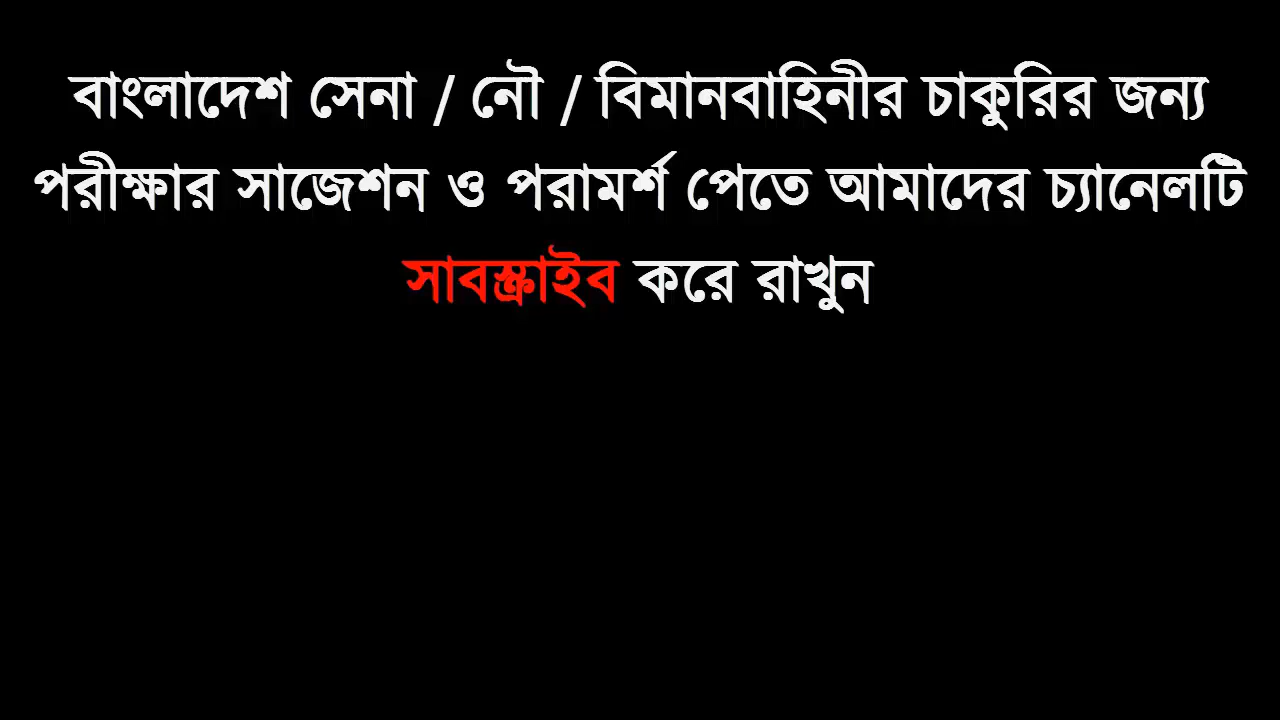 বাংলাদেশ সেনা / নৌ / বিমানবাহিনীর চাকুরির জন্য
পরীক্ষার সাজেশন ও পরামর্শ পেতে আমাদের চ্যানেলটি
সাবস্ক্রাইব করে রাখুন